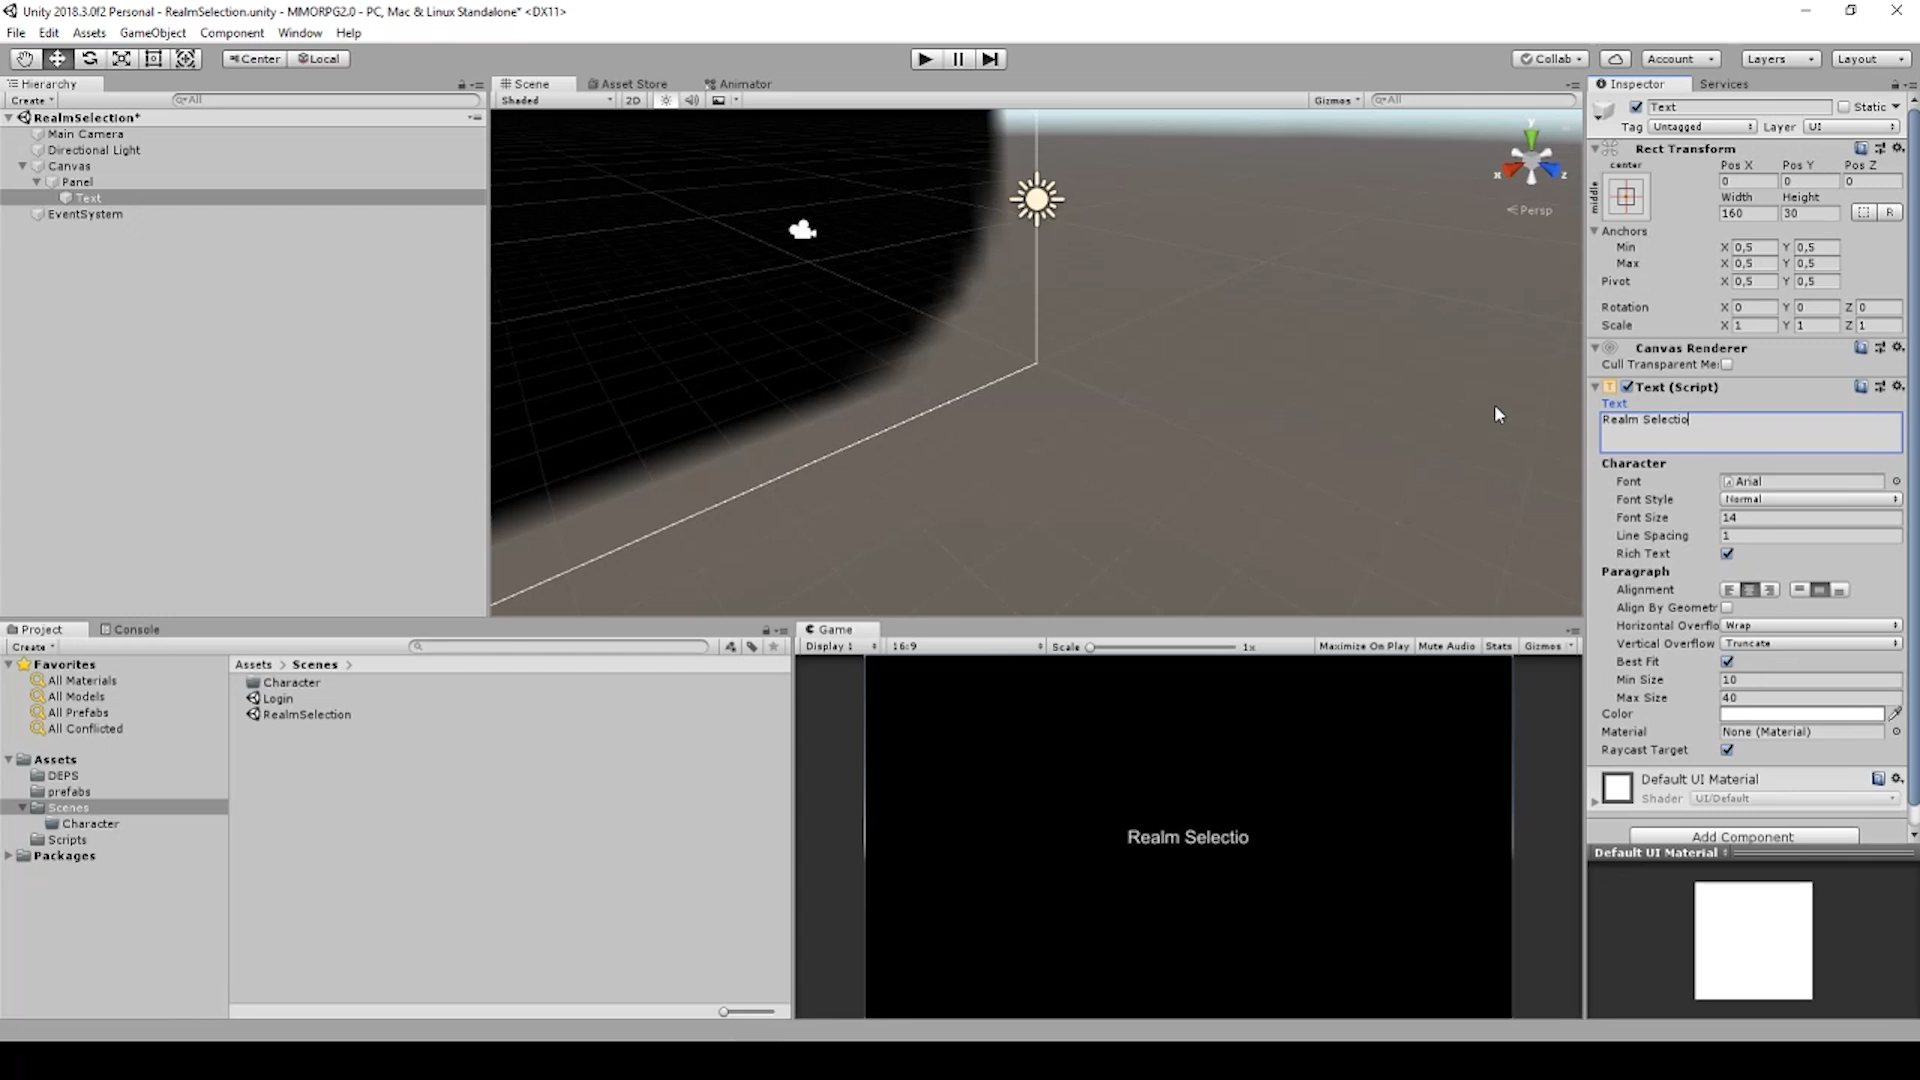 Unity 2018.3.0f2 Personal - RealmSelection.unity - MMORPG2.0 - PC, Mac & Linux Standalone* <DX11>
File Edit Assets GameObject Component Window Help
Center Local Collab Account Layers Layout
Hierarchy
Create All
RealmSelection*
Main Camera
Directional Light
Canvas
Panel
Text
EventSystem
Scene Asset Store Animator
Shaded 2D Gizmos All
y
x z
Persp
Inspector Services
Text Static
Tag Untagged Layer UI
Rect Transform
center Pos X Pos Y Pos Z
middle 0 0 0
Width Height
160 30 R
Anchors
Min X 0,5 Y 0,5
Max X 0,5 Y 0,5
Pivot X 0,5 Y 0,5
Rotation X 0 Y 0 Z 0
Scale X 1 Y 1 Z 1
Canvas Renderer
Cull Transparent Me
Text (Script)
Text
Realm Selectio
Character
Font Arial
Font Style Normal
Font Size 14
Line Spacing 1
Rich Text
Paragraph
Alignment
Align By Geometr
Horizontal Overflo Wrap
Vertical Overflow Truncate
Best Fit
Min Size 10
Max Size 40
Color
Material None (Material)
Raycast Target
Default UI Material
Shader UI/Default
Add Component
Default UI Material
Project Console
Create
Favorites
All Materials
All Models
All Prefabs
All Conflicted
Assets
DEPS
prefabs
Scenes
Character
Scripts
Packages
Assets > Scenes >
Character
Login
RealmSelection
Game
Display 1 16:9 Scale 1x Maximize On Play Mute Audio Stats Gizmos
Realm Selectio